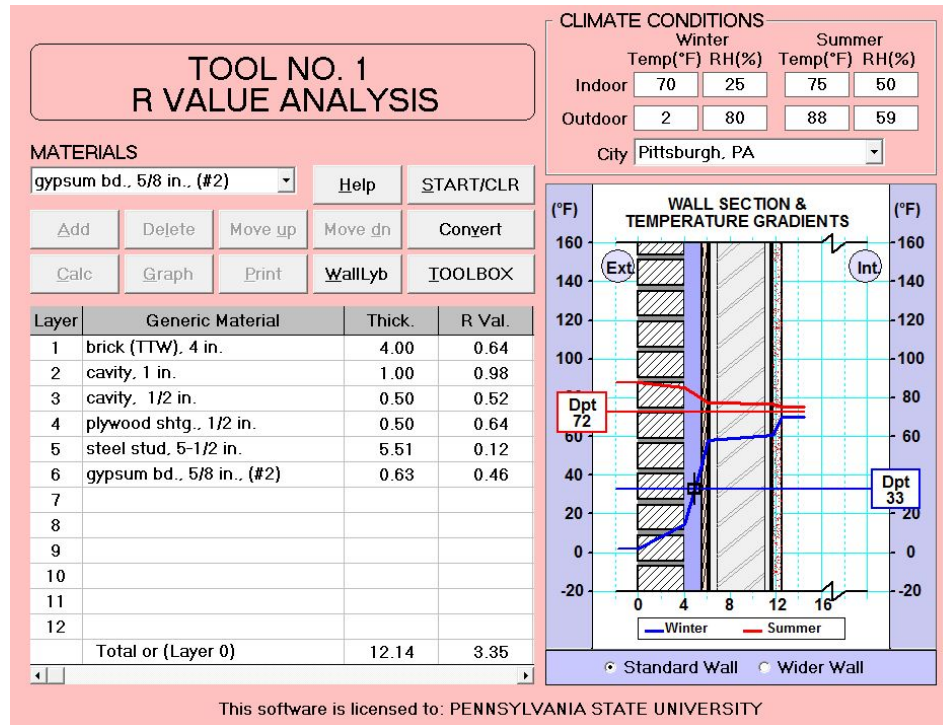 TOOL NO. 1
R VALUE ANALYSIS
CLIMATE CONDITIONS
Winter Summer
Temp(°F) RH(%) Temp(°F) RH(%)
Indoor 70 25 75 50
Outdoor 2 80 88 59
City Pittsburgh, PA
MATERIALS
gypsum bd., 5/8 in., (#2) Help START/CLR
Add Delete Move up Move dn Convert
Calc Graph Print WallLyb TOOLBOX
Layer Generic Material Thick. R Val.
1 brick (TTW), 4 in. 4.00 0.64
2 cavity, 1 in. 1.00 0.98
3 cavity, 1/2 in. 0.50 0.52
4 plywood shtg., 1/2 in. 0.50 0.64
5 steel stud, 5-1/2 in. 5.51 0.12
6 gypsum bd., 5/8 in., (#2) 0.63 0.46
7
8
9
10
11
12
Total or (Layer 0) 12.14 3.35
(°F) WALL SECTION & (°F)
TEMPERATURE GRADIENTS
160 160
Ext. Int.
140 140
120 120
100 100
80
Dpt
72
60 60
40 40
Dpt
33
20 20
0 0
-20 -20
0 4 8 12 16
Winter Summer
Standard Wall Wider Wall
This software is licensed to: PENNSYLVANIA STATE UNIVERSITY